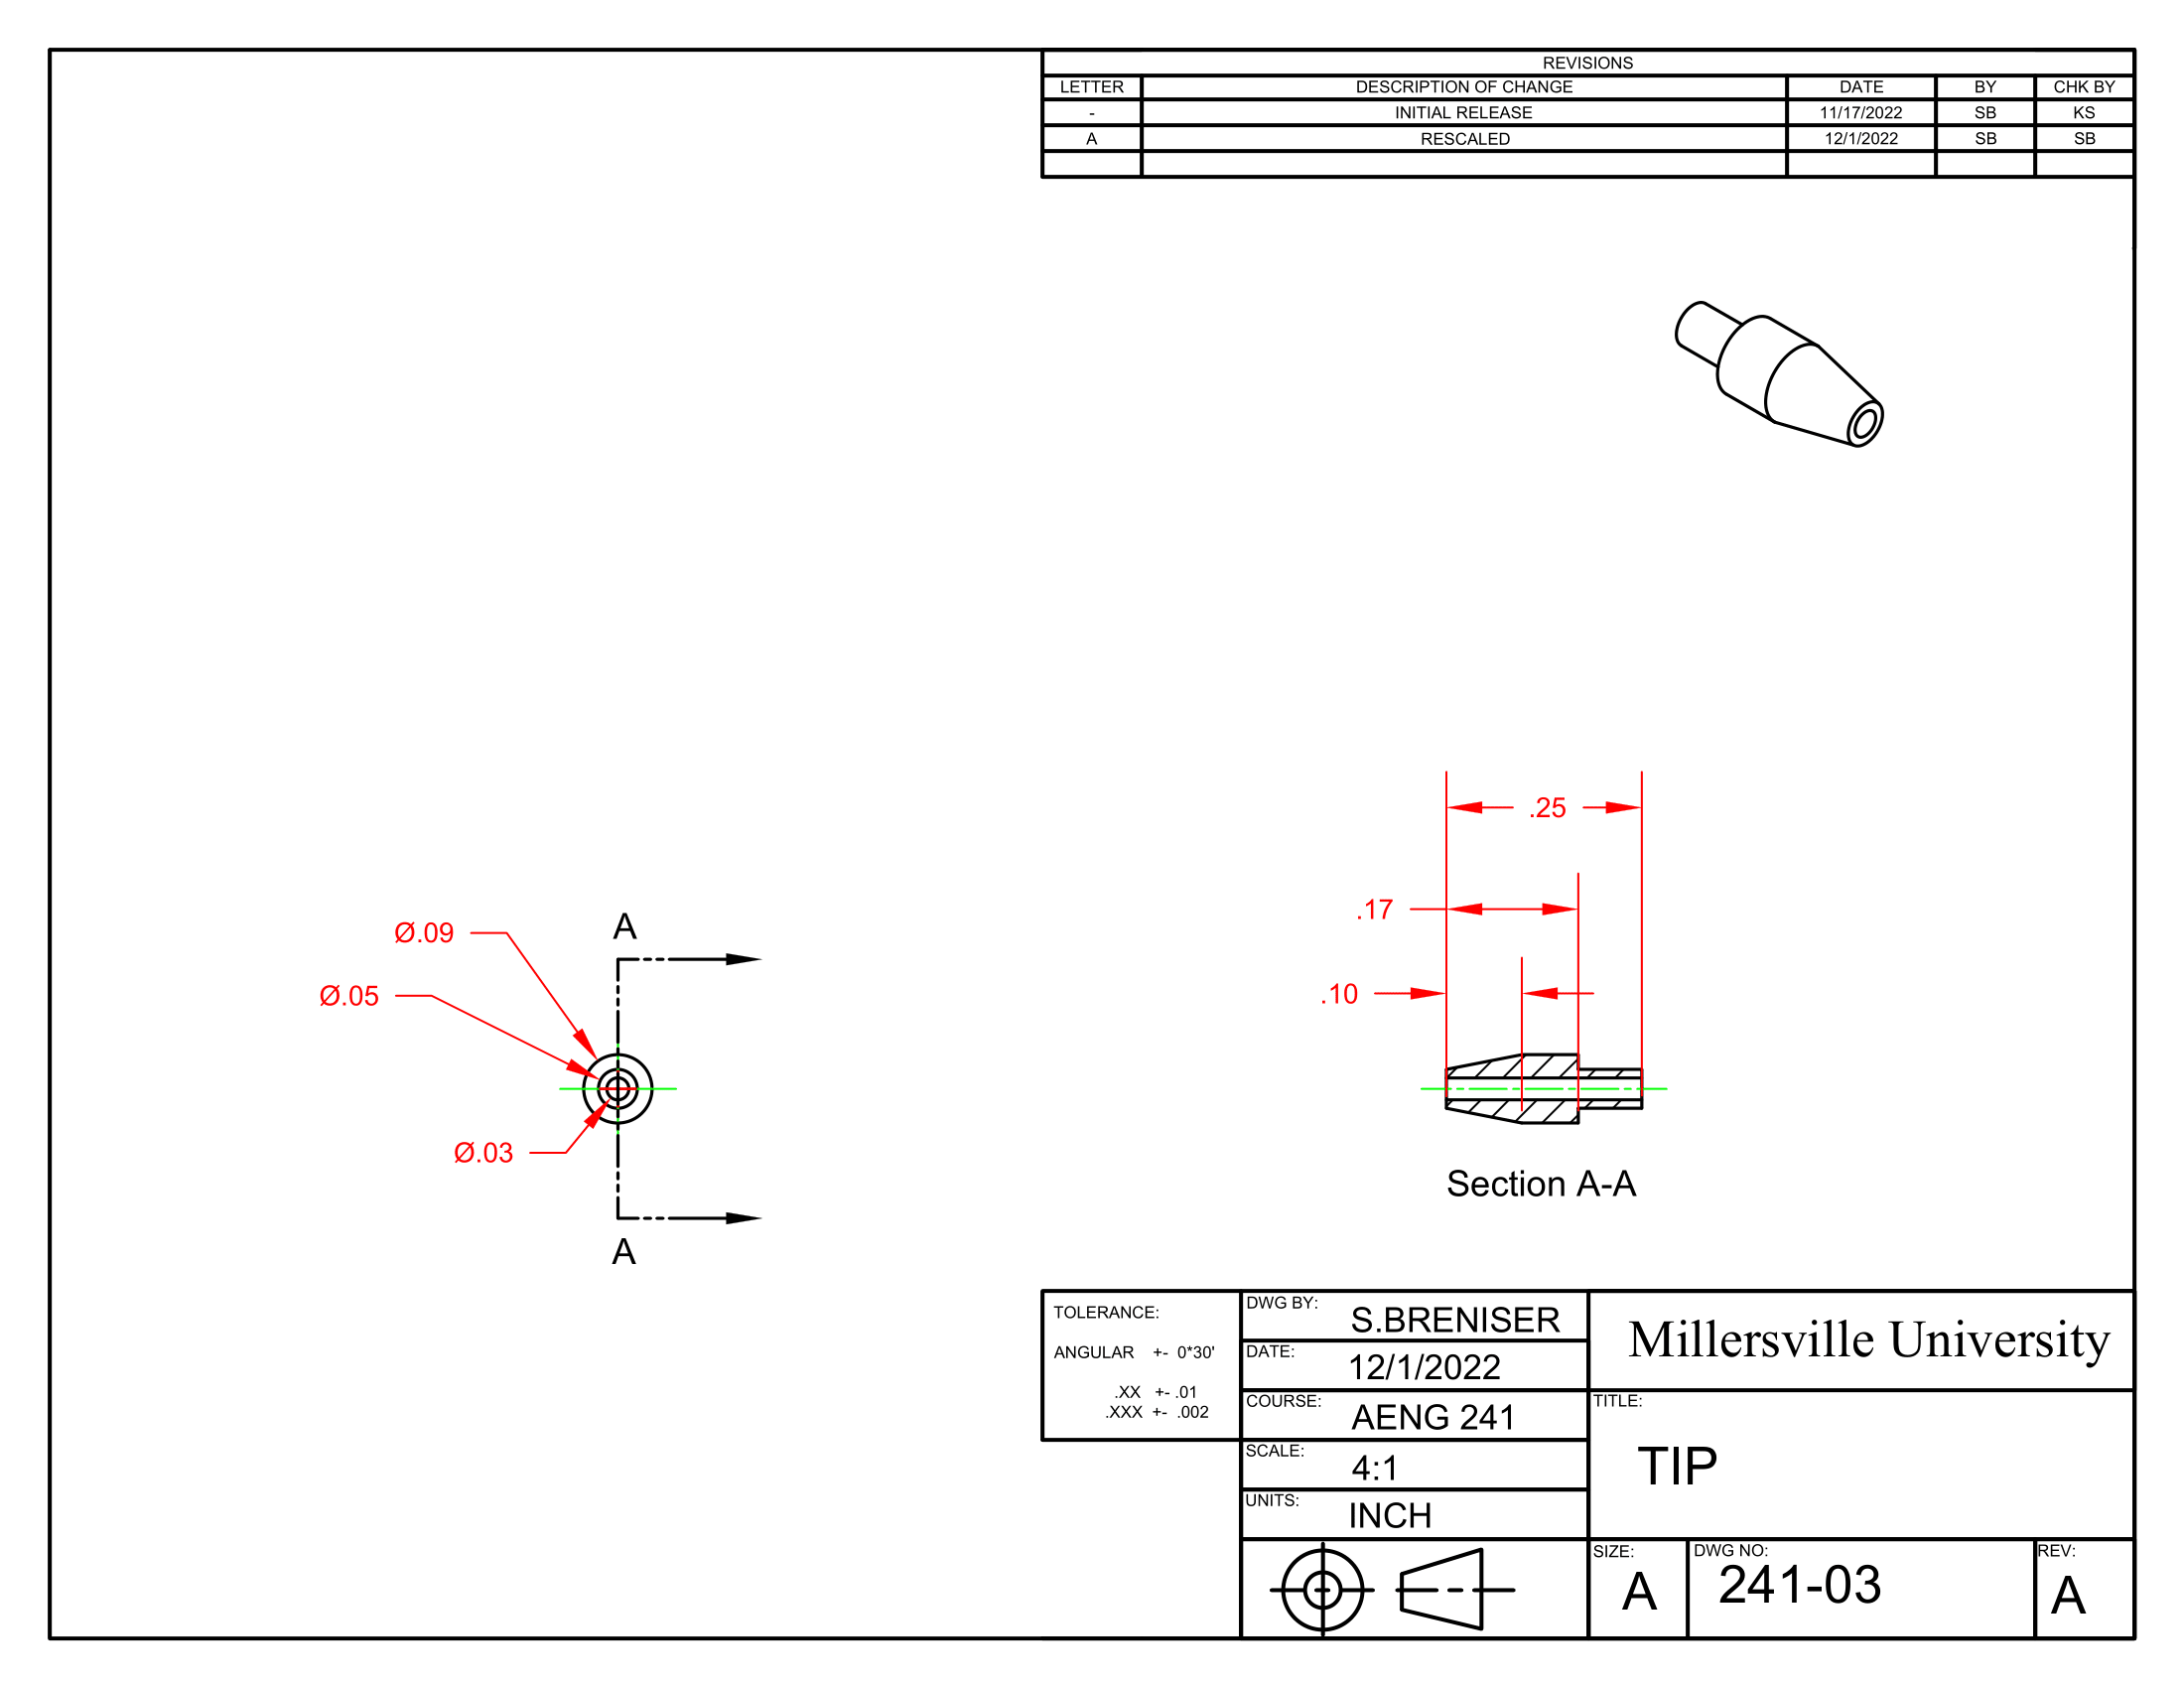 REVISIONS
LETTER DESCRIPTION OF CHANGE DATE BY CHK BY
- INITIAL RELEASE 11/17/2022 SB KS
A RESCALED 12/1/2022 SB SB
.25
.17
.10
Ø.09
Ø.05
Ø.03
A
A
Section A-A
TOLERANCE:
ANGULAR +- 0*30'
.XX +- .01
.XXX +- .002
DWG BY: S.BRENISER
DATE: 12/1/2022
COURSE: AENG 241
SCALE: 4:1
UNITS: INCH
Millersville University
TITLE:
TIP
SIZE: A
DWG NO: 241-03
REV: A